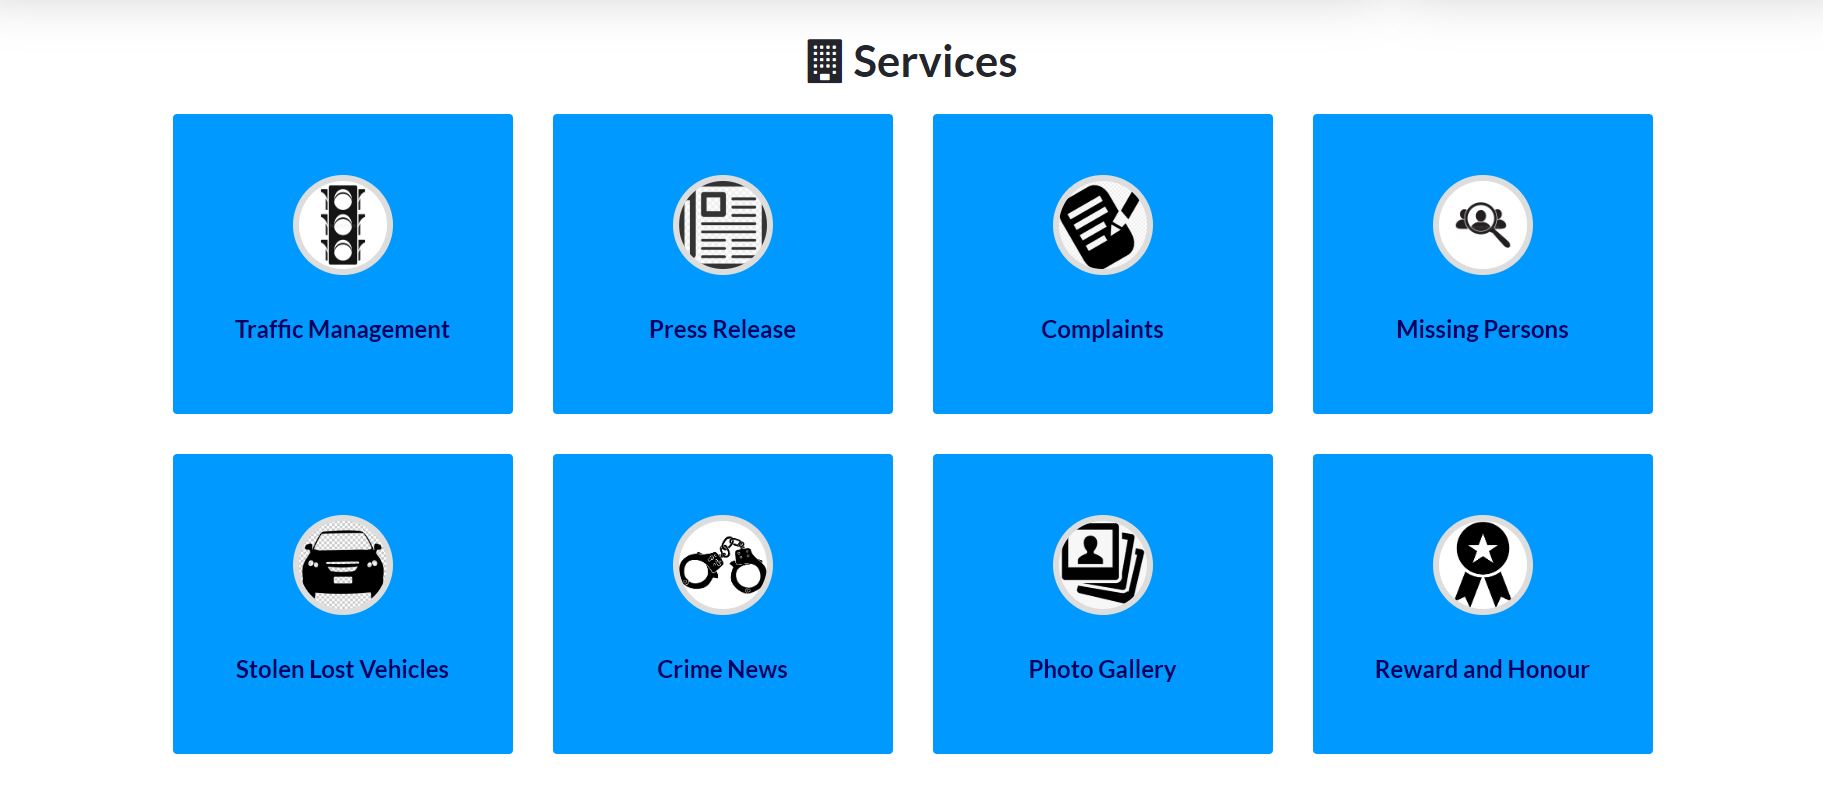 Services
Traffic Management
Press Release
Complaints
Missing Persons
Stolen Lost Vehicles
Crime News
Photo Gallery
Reward and Honour